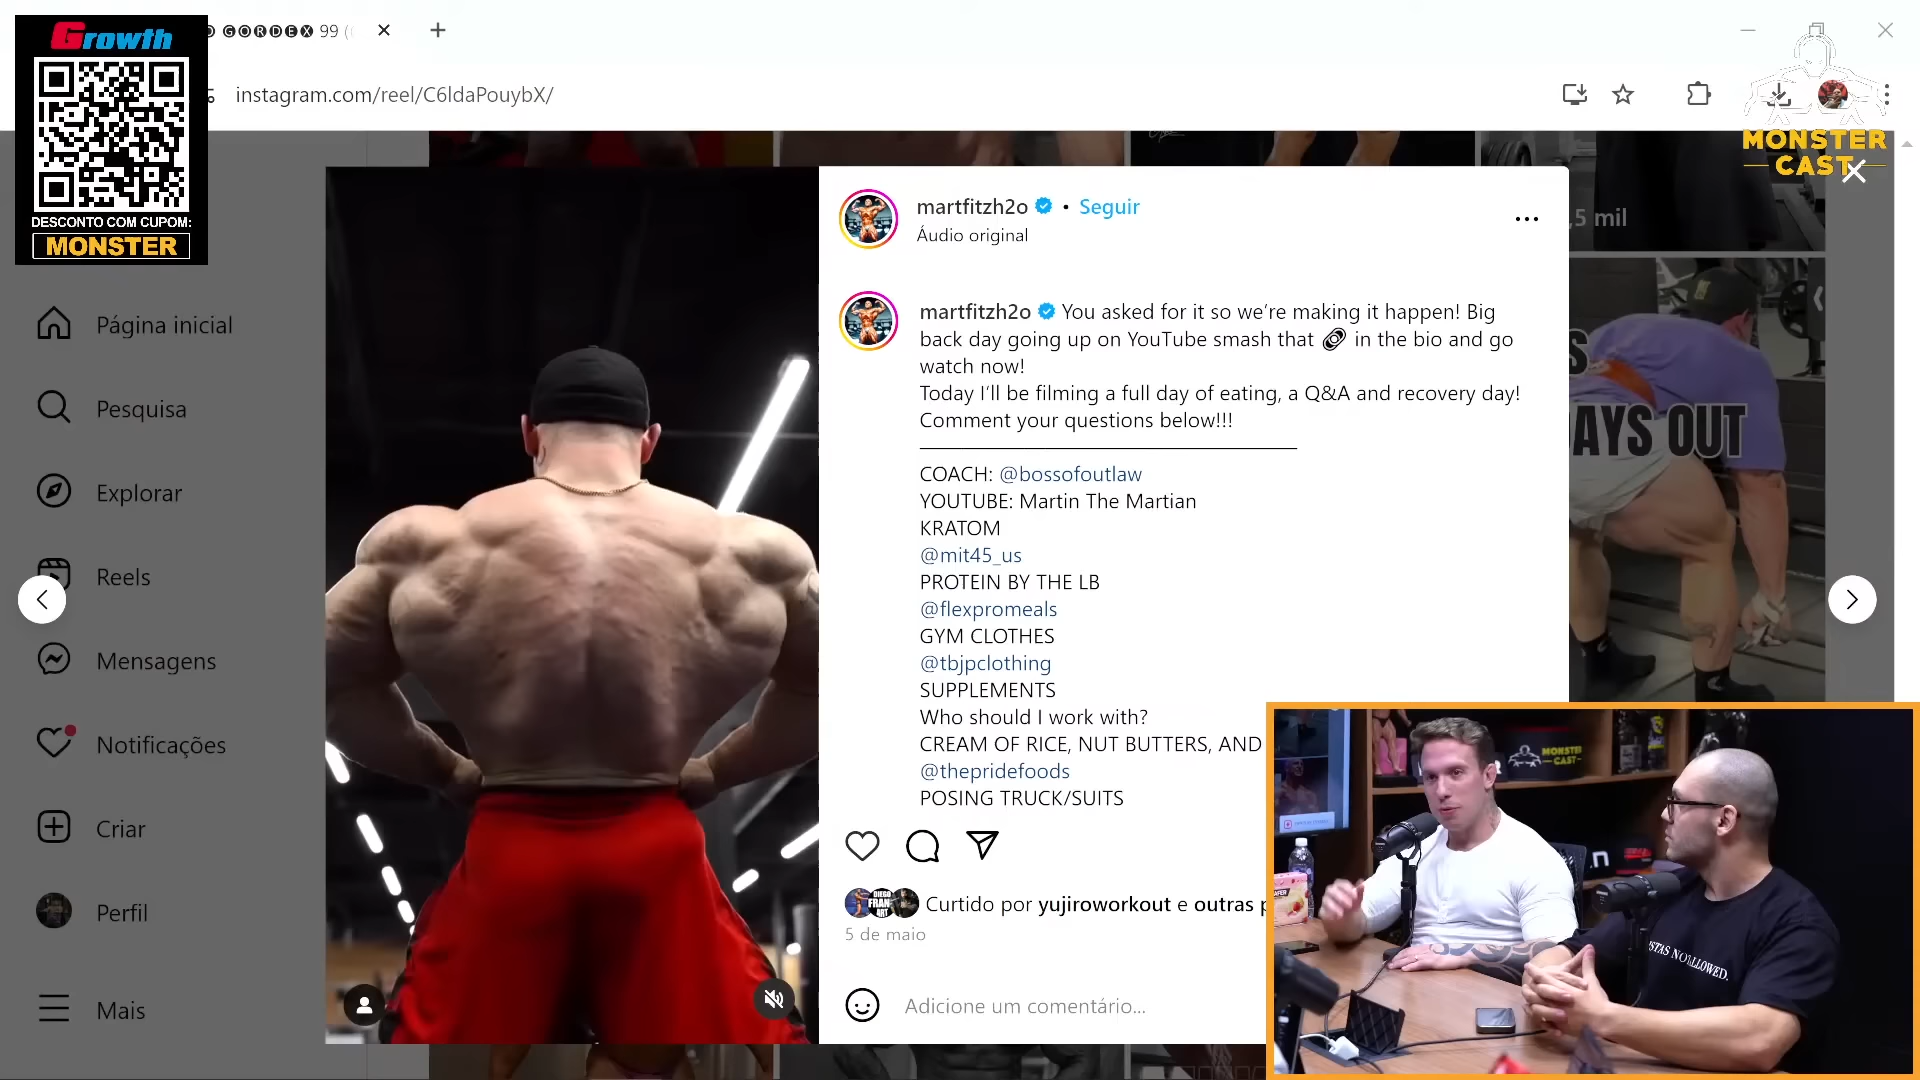 Growth
DESCONTO COM CUPOM:
MONSTER
GORDEX 99 (
instagram.com/reel/C6ldaPouybX/
MONSTER
CAST
Página inicial
Pesquisa
Explorar
Reels
Mensagens
Notificações
Criar
Perfil
Mais
martfitzh2o • Seguir
Áudio original
martfitzh2o You asked for it so we’re making it happen! Big
back day going up on YouTube smash that 🔗 in the bio and go
watch now!
Today I’ll be filming a full day of eating, a Q&A and recovery day!
Comment your questions below!!!
COACH: @bossofoutlaw
YOUTUBE: Martin The Martian
KRATOM
@mit45_us
PROTEIN BY THE LB
@flexpromeals
GYM CLOTHES
@tbjpclothing
SUPPLEMENTS
Who should I work with?
CREAM OF RICE, NUT BUTTERS, AND
@thepridefoods
POSING TRUCK/SUITS
Curtido por yujiroworkout e outras p
5 de maio
Adicione um comentário...
,5 mil
AYS OUT
MONSTER
CAST